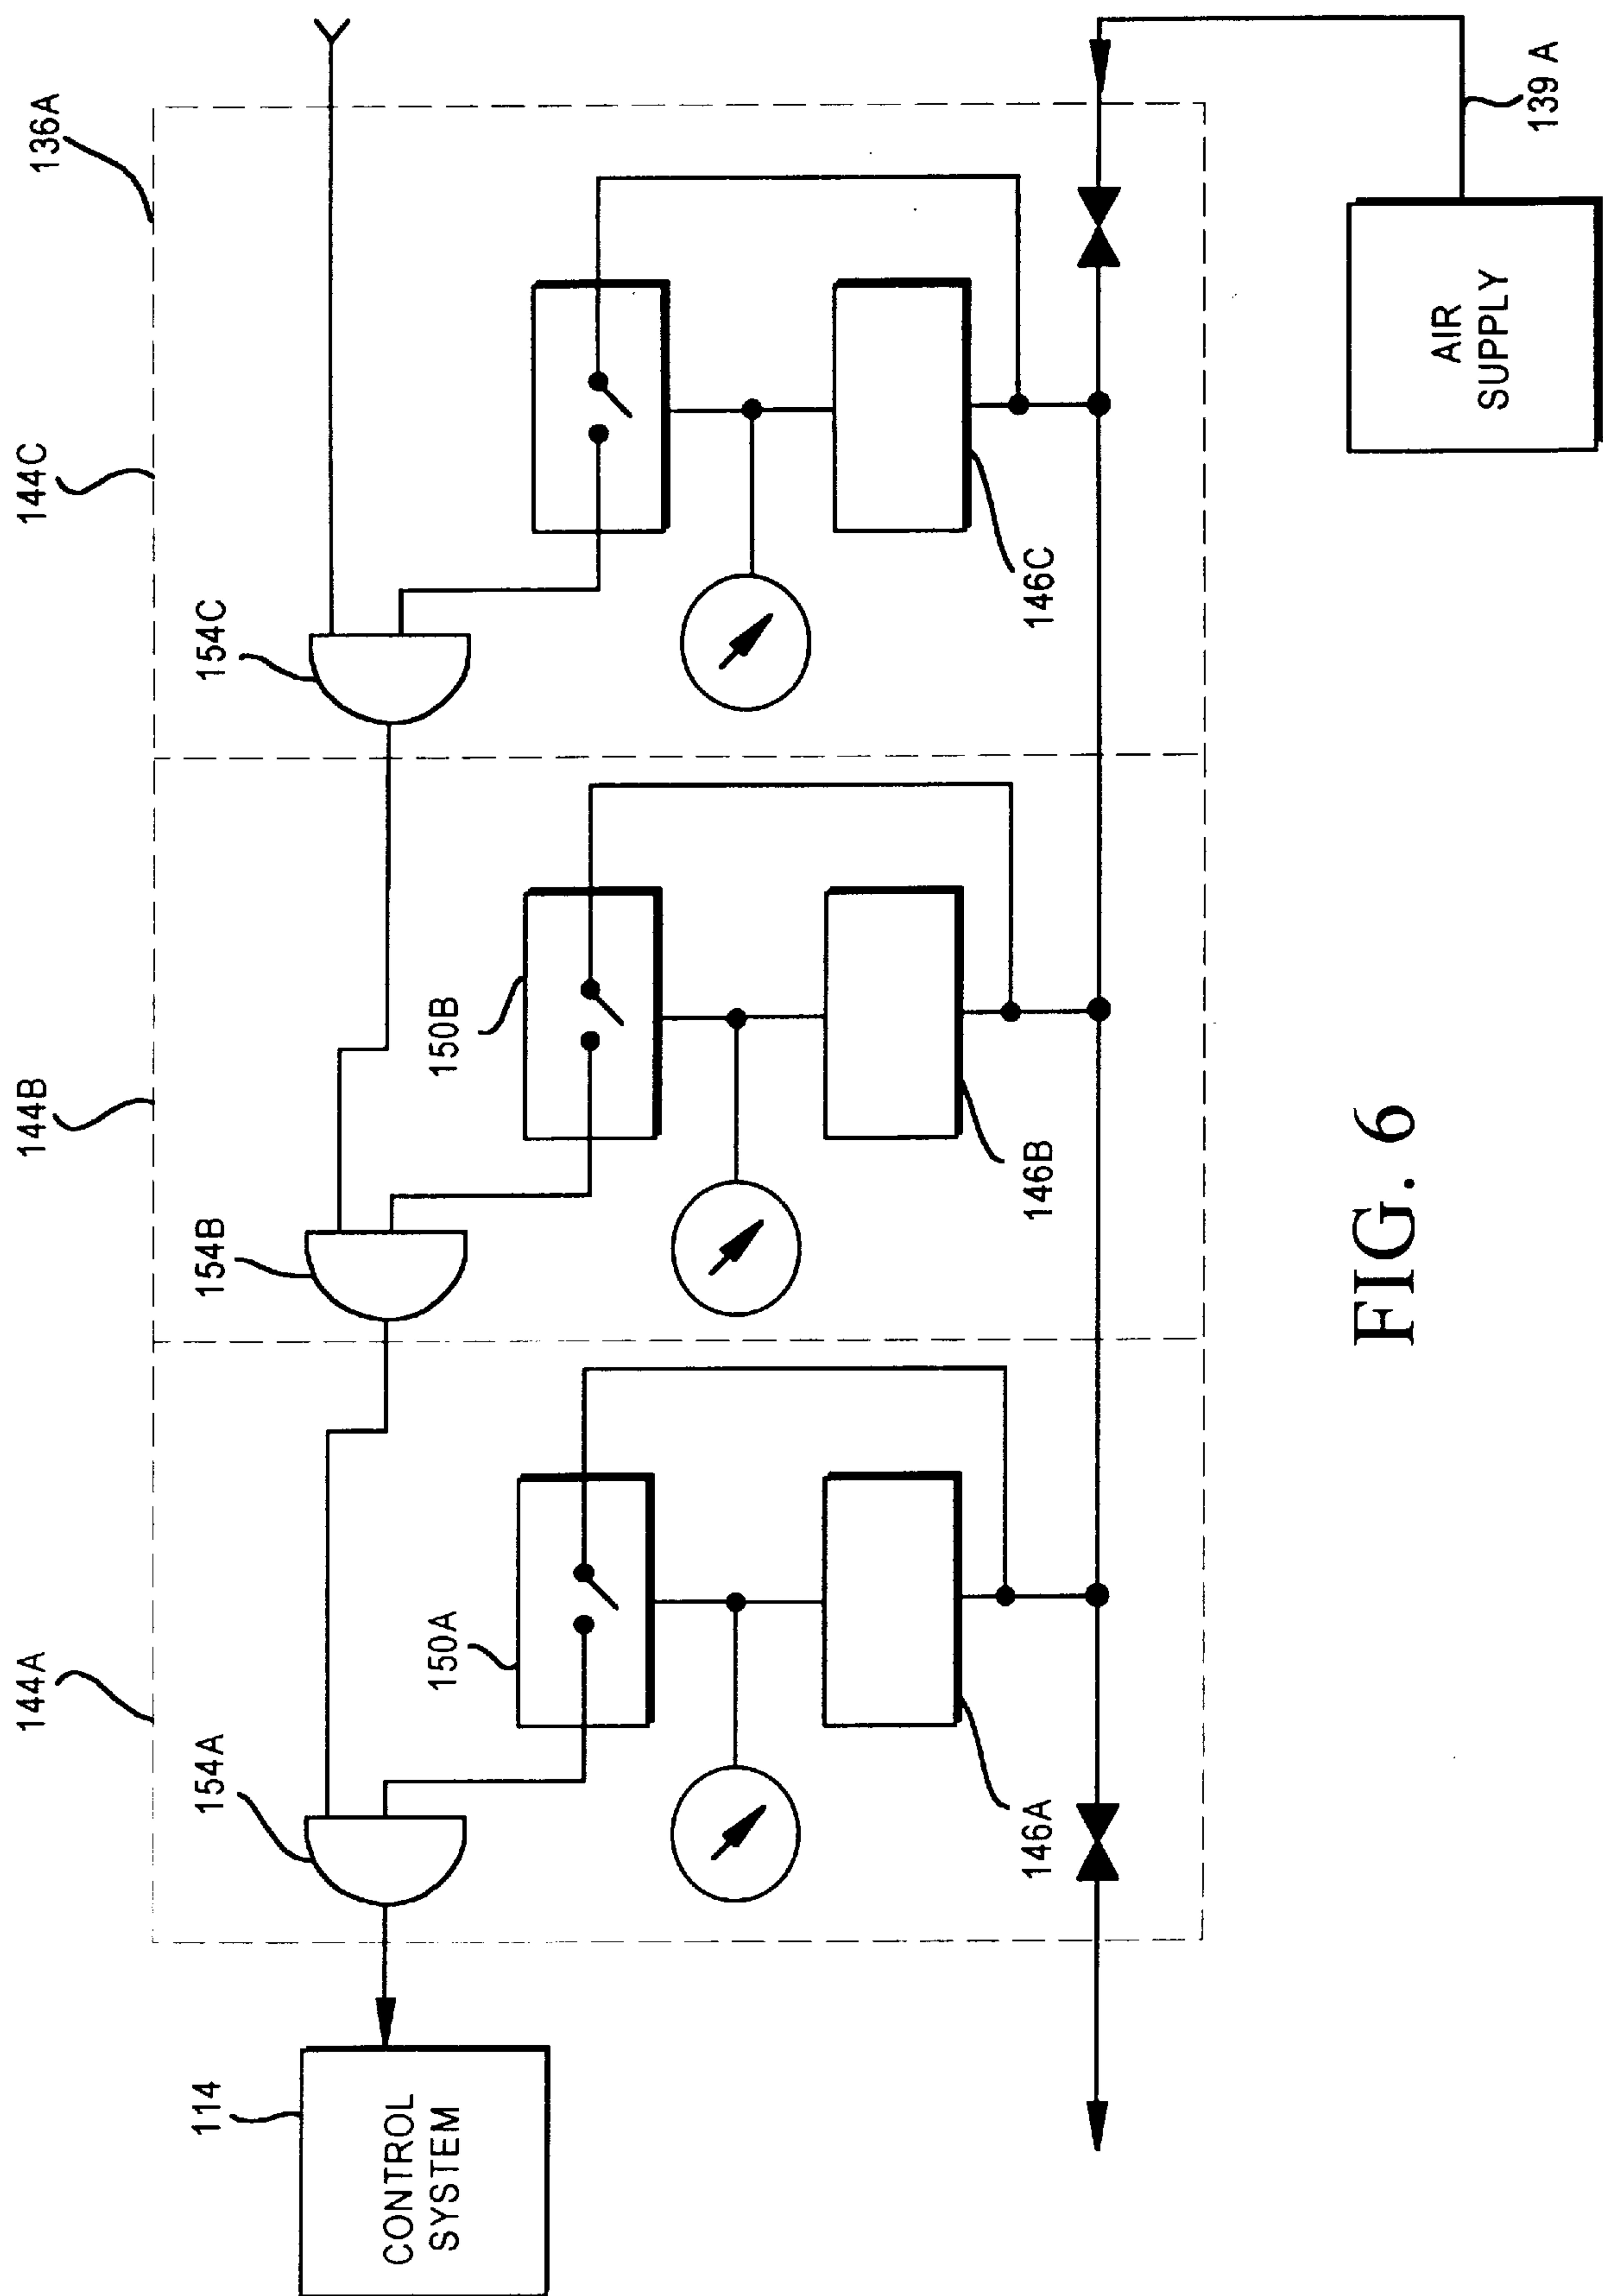 136A
144C
144B
144A
154C
154B
154A
150B
150A
146C
146B
146A
114
CONTROL
SYSTEM
AIR
SUPPLY
139 A
FIG. 6